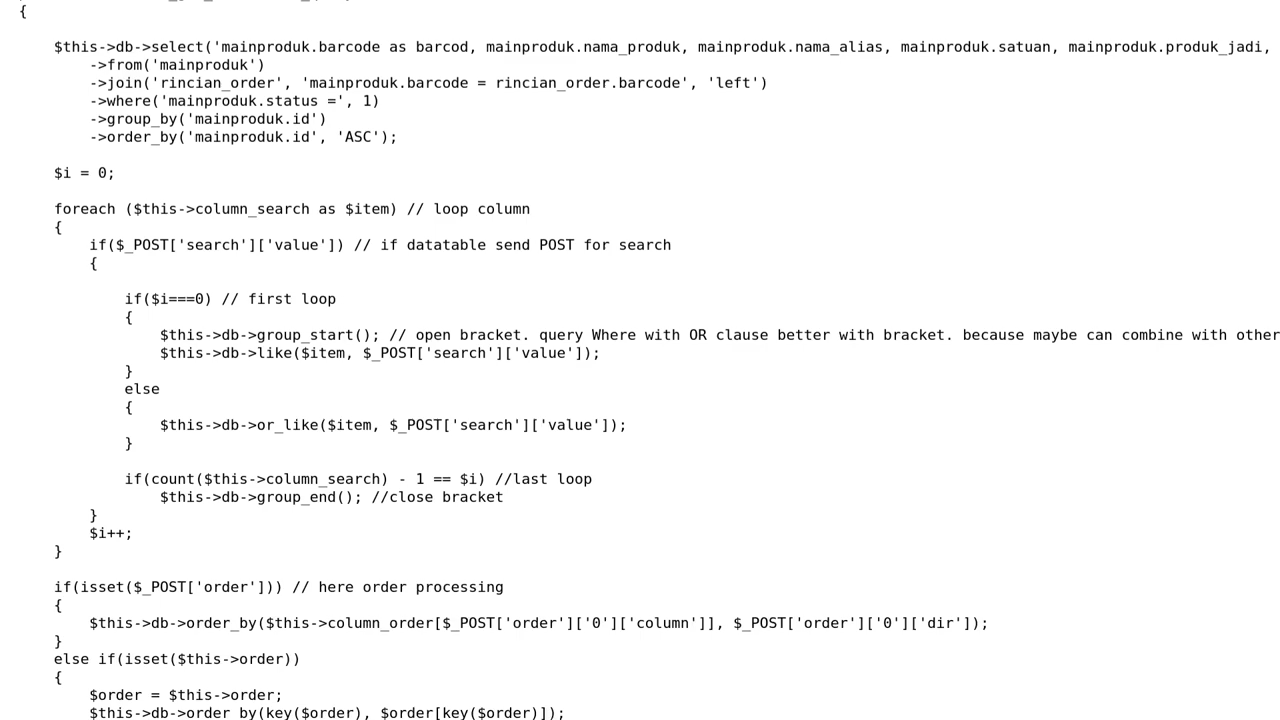 {
$this->db->select('mainproduk.barcode as barcod, mainproduk.nama_produk, mainproduk.nama_alias, mainproduk.satuan, mainproduk.produk_jadi,
->from('mainproduk')
->join('rincian_order', 'mainproduk.barcode = rincian_order.barcode', 'left')
->where('mainproduk.status =', 1)
->group_by('mainproduk.id')
->order_by('mainproduk.id', 'ASC');
$i = 0;
foreach ($this->column_search as $item) // loop column
{
if($_POST['search']['value']) // if datatable send POST for search
{
if($i===0) // first loop
{
$this->db->group_start(); // open bracket. query Where with OR clause better with bracket. because maybe can combine with other
$this->db->like($item, $_POST['search']['value']);
}
else
{
$this->db->or_like($item, $_POST['search']['value']);
}
if(count($this->column_search) - 1 == $i) //last loop
$this->db->group_end(); //close bracket
}
$i++;
}
if(isset($_POST['order'])) // here order processing
{
$this->db->order_by($this->column_order[$_POST['order']['0']['column']], $_POST['order']['0']['dir']);
}
else if(isset($this->order))
{
$order = $this->order;
$this->db->order_by(key($order), $order[key($order)]);